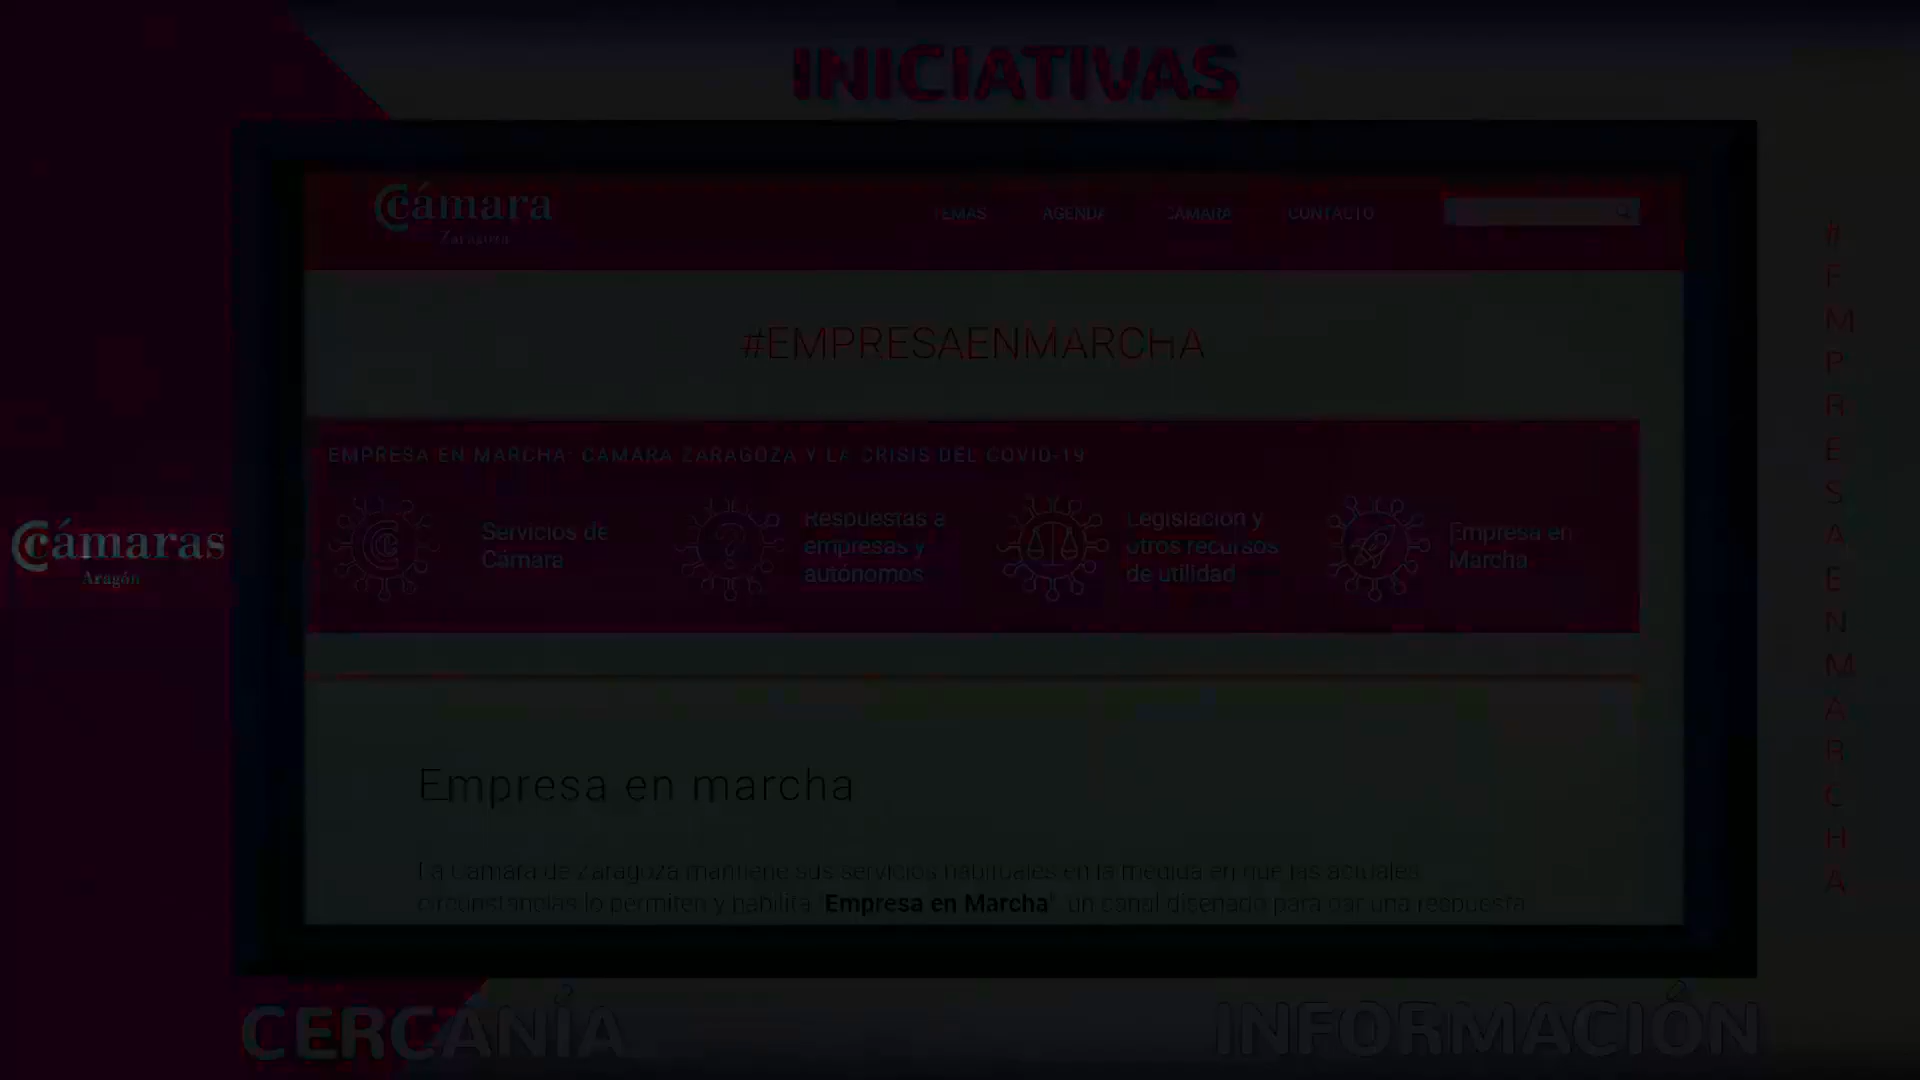 INICIATIVAS
Cámara
Zaragoza
TEMAS AGENDA CÁMARA CONTACTO
#EMPRESAENMARCHA
EMPRESA EN MARCHA: CÁMARA ZARAGOZA Y LA CRISIS DEL COVID-19
Servicios de
Cámara
Respuestas a
empresas y
autónomos
Legislación y
otros recursos
de utilidad
Empresa en
Marcha
Cámaras
Aragón
Empresa en marcha
La Cámara de Zaragoza mantiene sus servicios habituales en la medida en que las actuales
circunstancias lo permiten y habilita 'Empresa en Marcha', un canal diseñado para dar una respuesta
#EMPRESAENMARCHA
CERCANÍA
INFORMACIÓN